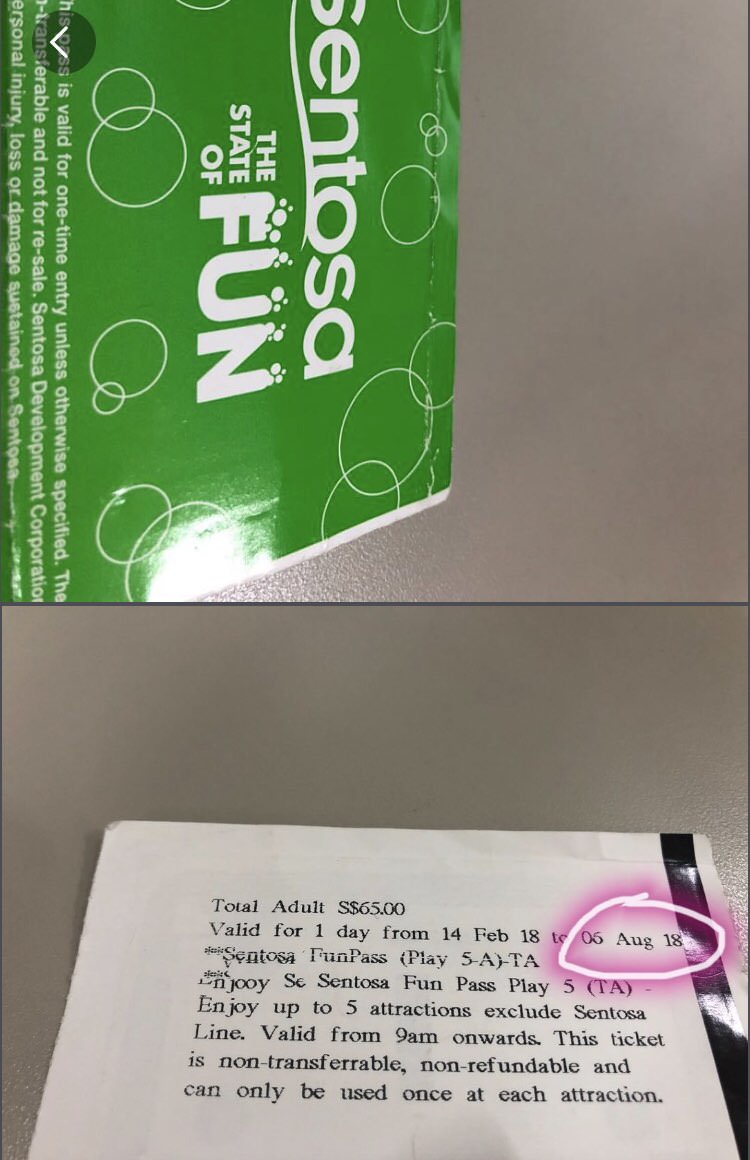 his pass is valid for one-time entry unless otherwise specified. The
n-transferable and not for re-sale. Sentosa Development Corporation
ersonal injury, loss or damage sustained on Sentosa
Sentosa
THE
STATE
OF
FUN
Total Adult S$65.00
Valid for 1 day from 14 Feb 18 to 06 Aug 18
**Sentosa FunPass (Play 5-A)-TA
Enjooy Se Sentosa Fun Pass Play 5 (TA) -
Enjoy up to 5 attractions exclude Sentosa
Line. Valid from 9am onwards. This ticket
is non-transferrable, non-refundable and
can only be used once at each attraction.